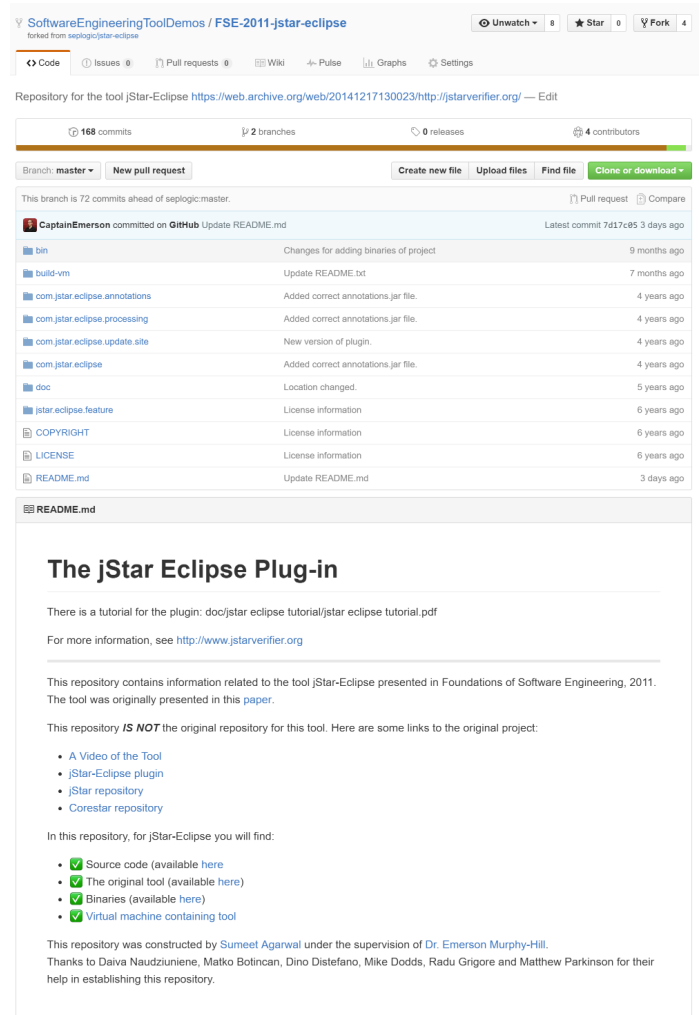 SoftwareEngineeringToolDemos / FSE-2011-jstar-eclipse
Unwatch 8 Star 0 Fork 4
forked from seplogic/jstar-eclipse
Code Issues 0 Pull requests 0 Wiki Pulse Graphs Settings
Repository for the tool jStar-Eclipse https://web.archive.org/web/20141217130023/http://jstarverifier.org/ — Edit
168 commits 2 branches 0 releases 4 contributors
Branch: master New pull request Create new file Upload files Find file Clone or download
This branch is 72 commits ahead of seplogic:master. Pull request Compare
CaptainEmerson committed on GitHub Update README.md Latest commit 7d17c05 3 days ago
bin Changes for adding binaries of project 9 months ago
build-vm Update README.txt 7 months ago
com.jstar.eclipse.annotations Added correct annotations.jar file. 4 years ago
com.jstar.eclipse.processing Added correct annotations.jar file. 4 years ago
com.jstar.eclipse.update.site New version of plugin. 4 years ago
com.jstar.eclipse Added correct annotations.jar file. 4 years ago
doc Location changed. 5 years ago
jstar.eclipse.feature License information 6 years ago
COPYRIGHT License information 6 years ago
LICENSE License information 6 years ago
README.md Update README.md 3 days ago
README.md
The jStar Eclipse Plug-in
There is a tutorial for the plugin: doc/jstar eclipse tutorial/jstar eclipse tutorial.pdf
For more information, see http://www.jstarverifier.org
This repository contains information related to the tool jStar-Eclipse presented in Foundations of Software Engineering, 2011.
The tool was originally presented in this paper.
This repository IS NOT the original repository for this tool. Here are some links to the original project:
• A Video of the Tool
• jStar-Eclipse plugin
• jStar repository
• Corestar repository
In this repository, for jStar-Eclipse you will find:
• ✅ Source code (available here
• ✅ The original tool (available here)
• ✅ Binaries (available here)
• ✅ Virtual machine containing tool
This repository was constructed by Sumeet Agarwal under the supervision of Dr. Emerson Murphy-Hill.
Thanks to Daiva Naudziuniene, Matko Botincan, Dino Distefano, Mike Dodds, Radu Grigore and Matthew Parkinson for their
help in establishing this repository.